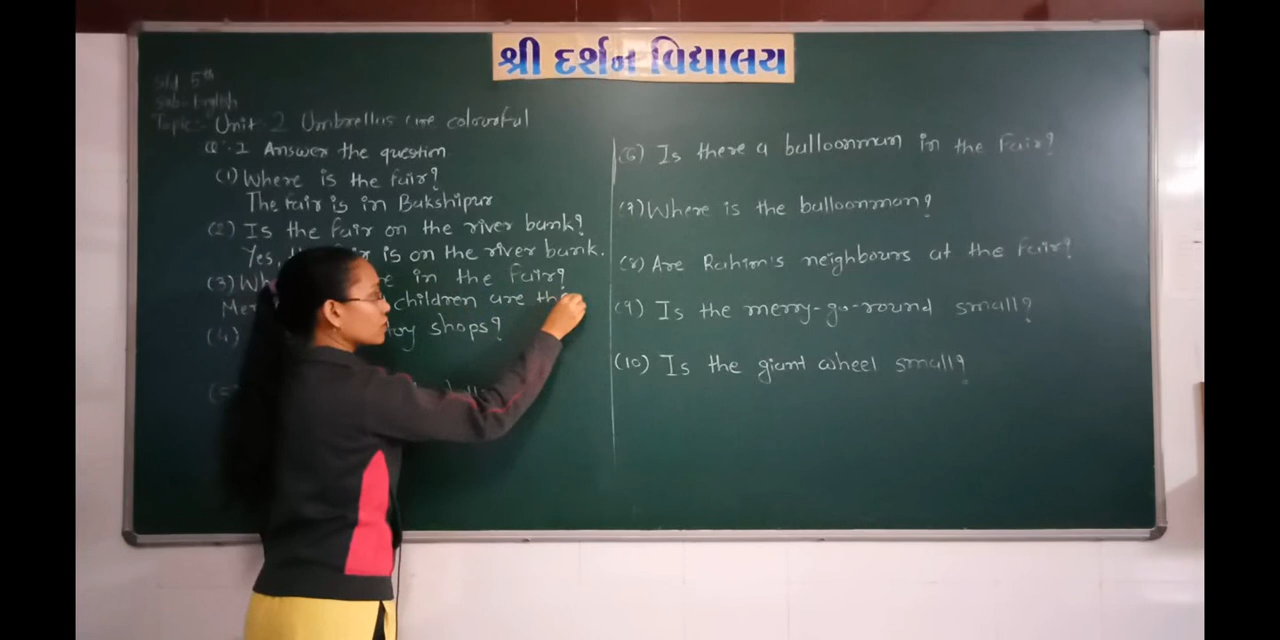 શ્રી દર્શન વિદ્યાલય
Std 5th
Sub:- English
Topic:- Unit-2 Umbrellas are colourful
Q.1 Answer the question
(1) Where is the fair?
The fair is in Bakshipur
(2) Is the fair on the river bank?
Yes, is on the river bank.
(3) in the fair?
children are
(4) shops?
(6) Is there a balloonman in the fair?
(7) Where is the balloonman?
(8) Are Rahim's neighbours at the fair?
(9) Is the merry-go-round small?
(10) Is the giant wheel small?